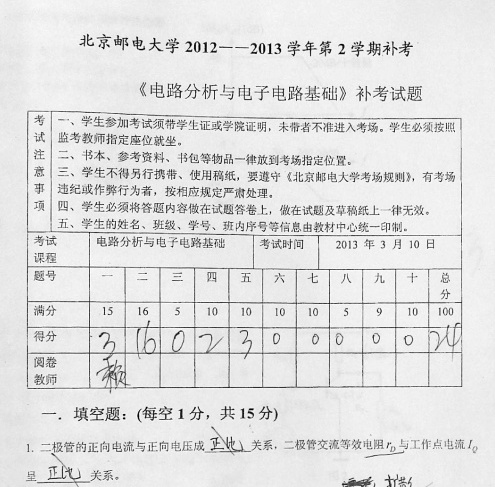 北京邮电大学 2012——2013 学年第 2 学期补考
《电路分析与电子电路基础》补考试题
考试注意事项
一、学生参加考试须带学生证或学院证明，未带者不准进入考场。学生必须按照
监考教师指定座位就坐。
二、书本、参考资料、书包等物品一律放到考场指定位置。
三、学生不得另行携带、使用稿纸，要遵守《北京邮电大学考场规则》，有考场
违纪或作弊行为者，按相应规定严肃处理。
四、学生必须将答题内容做在试题答卷上，做在试题及草稿纸上一律无效。
五、学生的姓名、班级、学号、班内序号等信息由教材中心统一印制。
考试课程 电路分析与电子电路基础 考试时间 2013 年 3 月 10 日
题号 一 二 三 四 五 六 七 八 九 十 总分
满分 15 16 5 10 10 10 10 5 9 10 100
得分 3 16 0 2 3 0 0 0 0 0 24
阅卷教师
一. 填空题：(每空 1 分，共 15 分)
1. 二极管的正向电流与正向电压成 正比 关系，二极管交流等效电阻 r_D 与工作点电流 I_Q
呈 正比 关系。